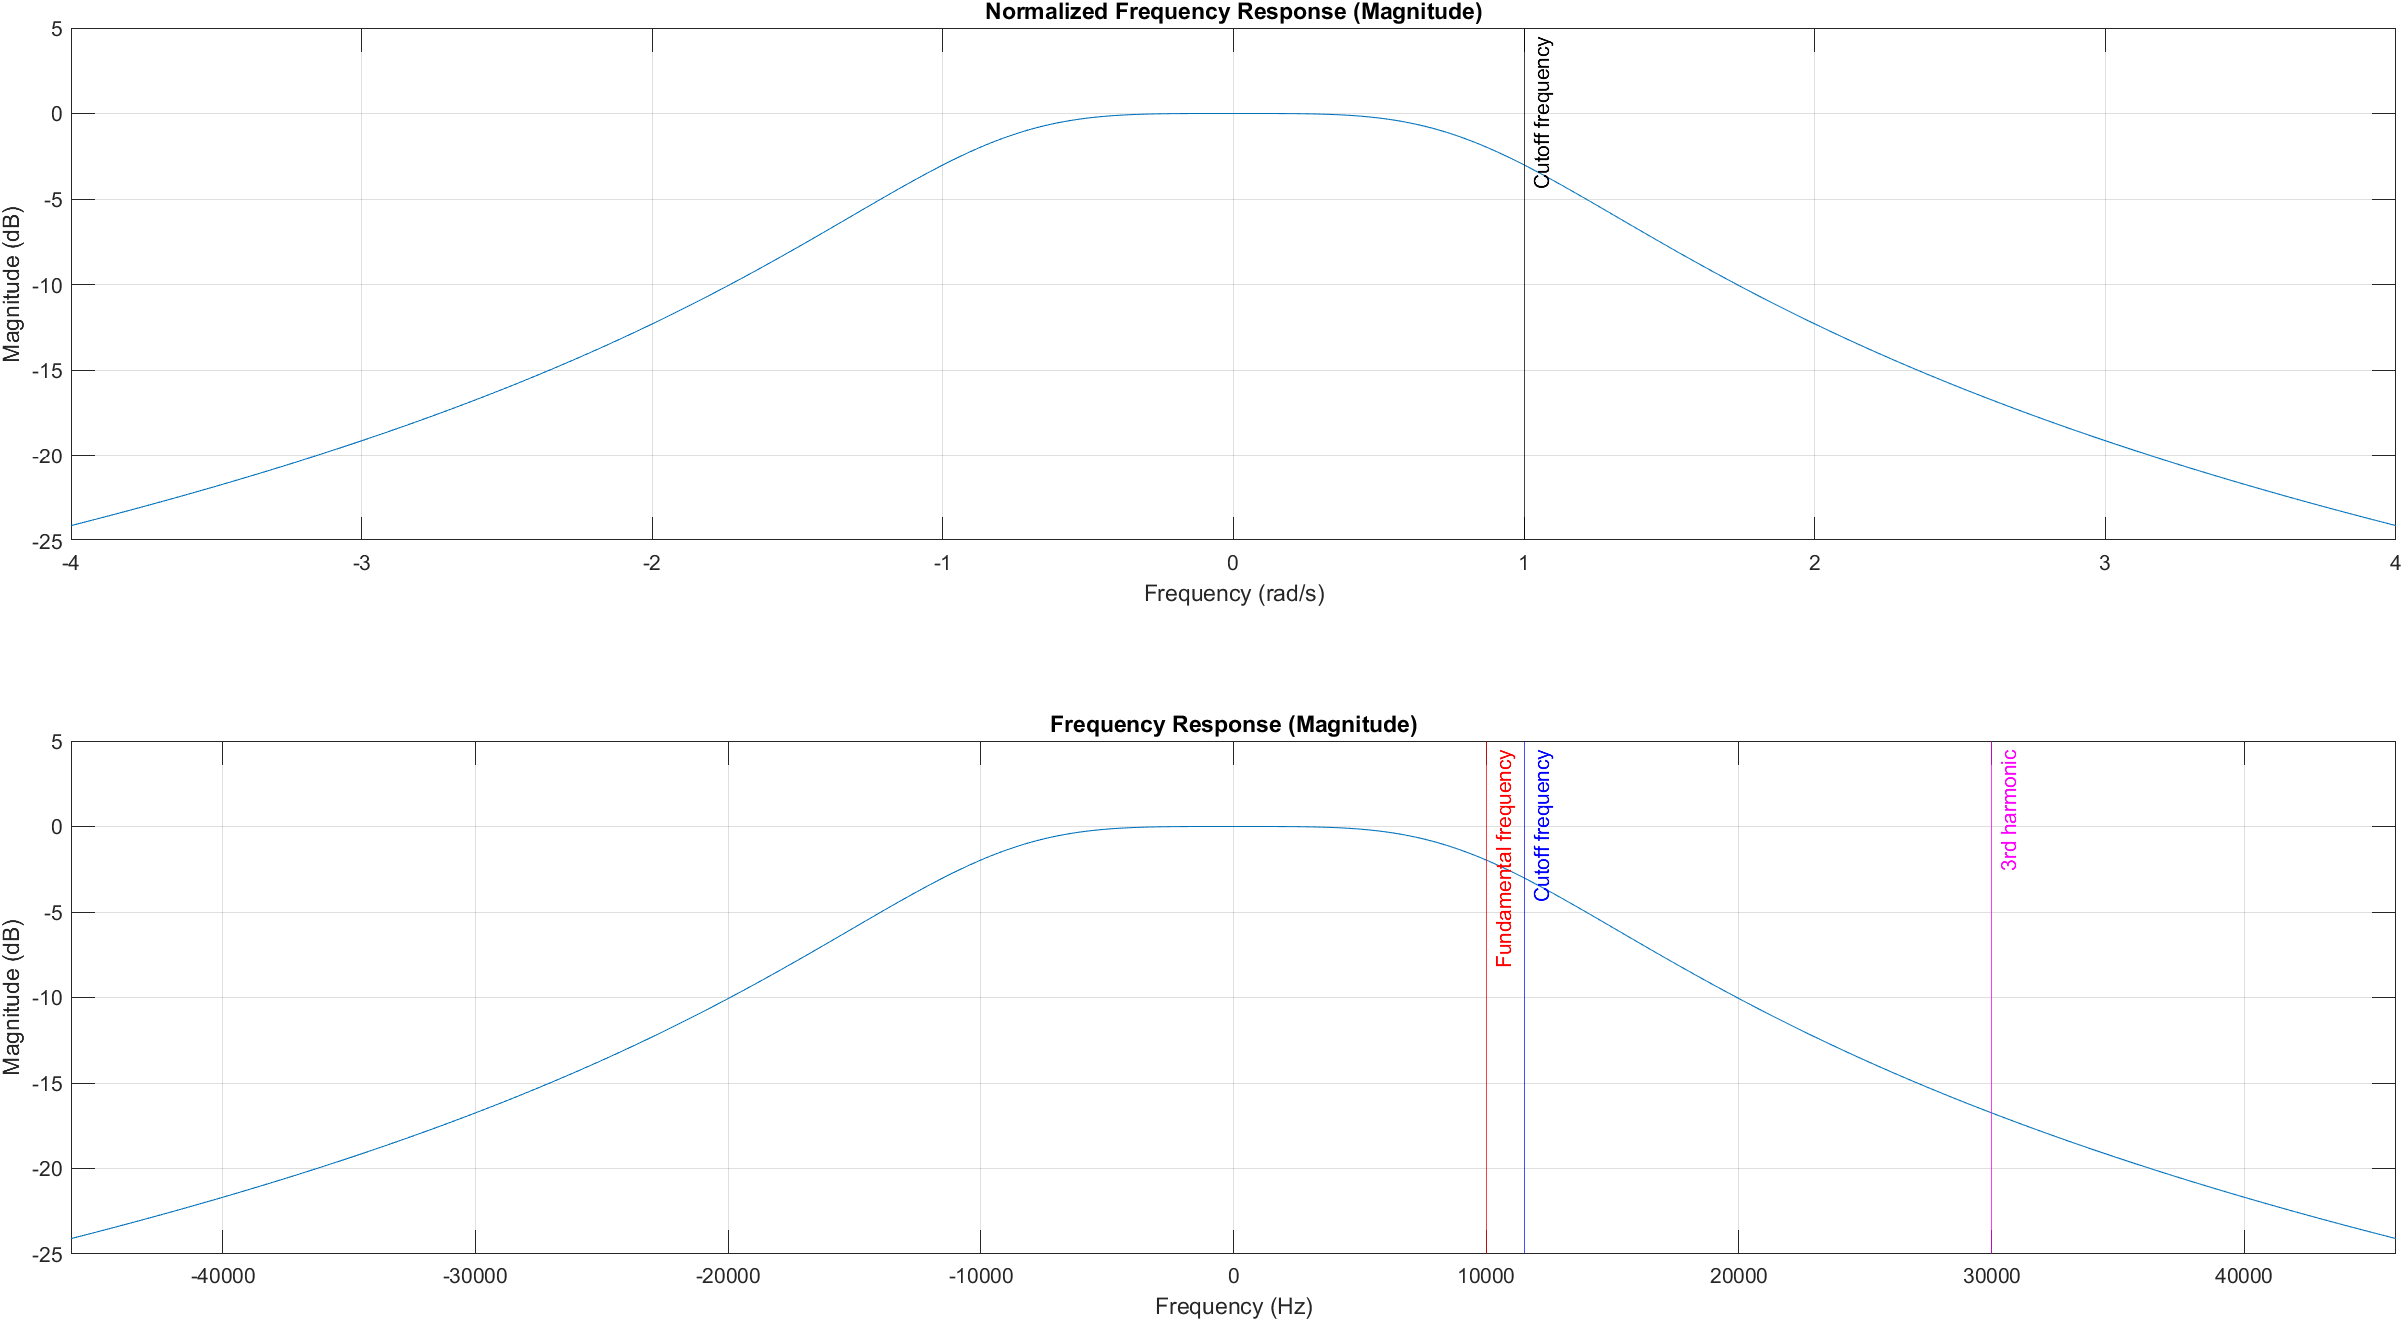 Normalized Frequency Response (Magnitude)
5
0
-5
-10
-15
-20
-25
Magnitude (dB)
Cutoff frequency
-4 -3 -2 -1 0 1 2 3 4
Frequency (rad/s)
Frequency Response (Magnitude)
5
0
-5
-10
-15
-20
-25
Magnitude (dB)
Fundamental frequency
Cutoff frequency
3rd harmonic
-40000 -30000 -20000 -10000 0 10000 20000 30000 40000
Frequency (Hz)